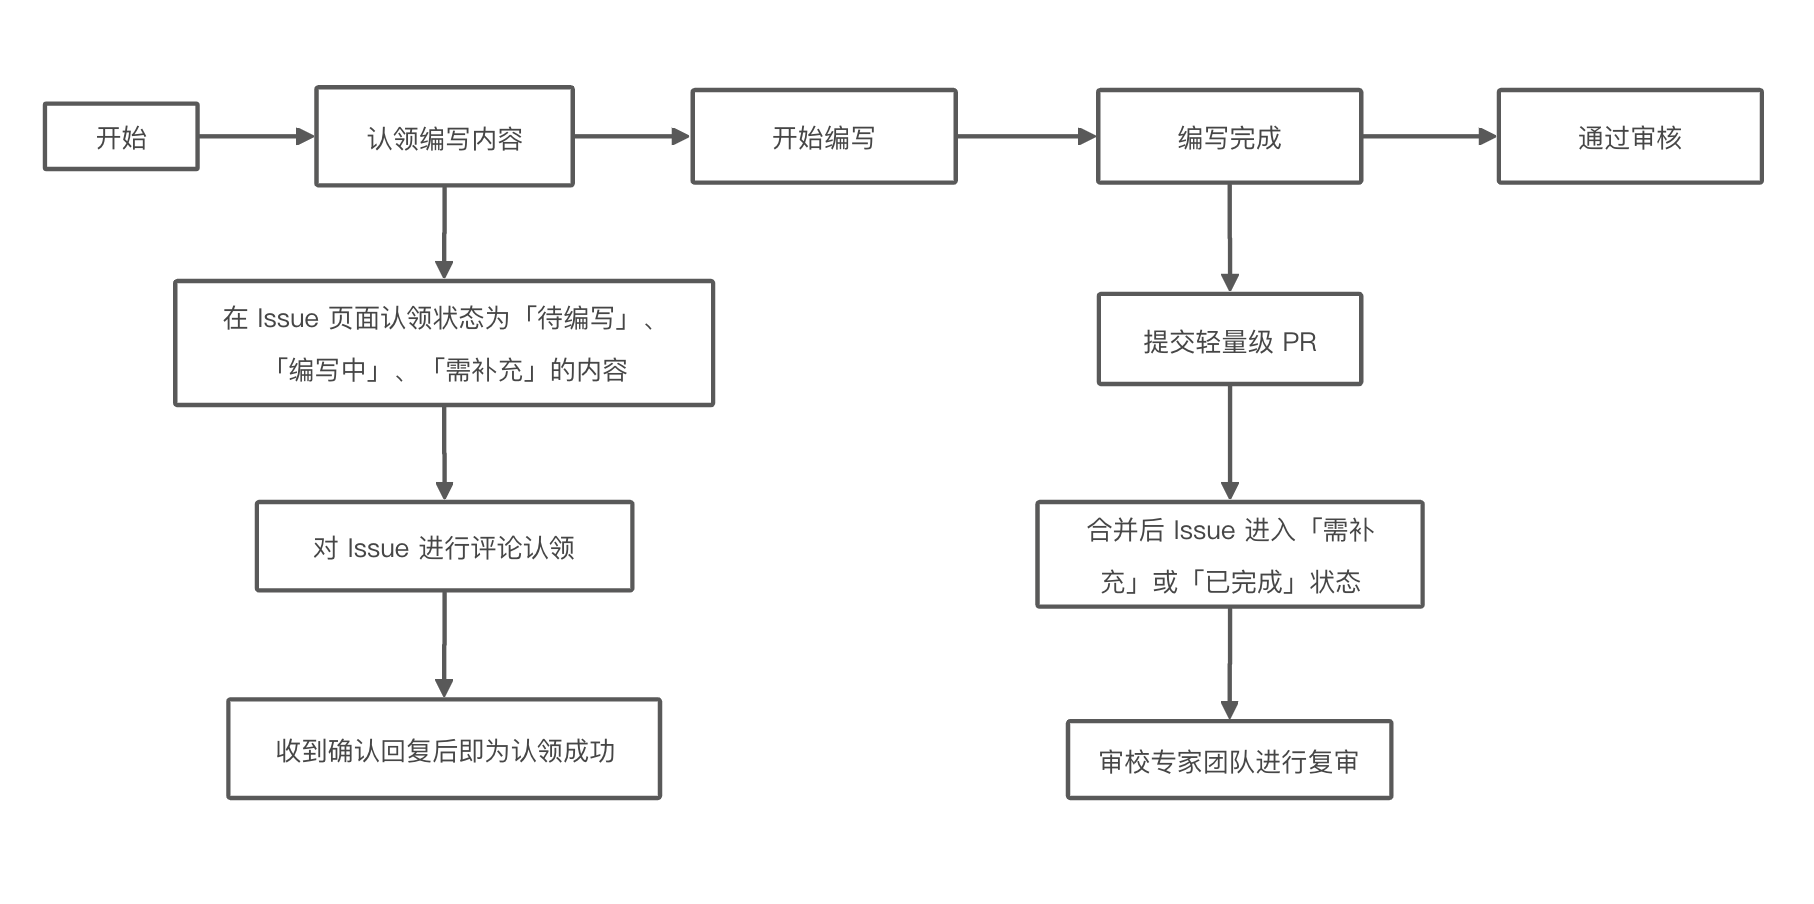 开始
认领编写内容
开始编写
编写完成
通过审核
在 Issue 页面认领状态为「待编写」、
「编写中」、「需补充」的内容
对 Issue 进行评论认领
收到确认回复后即为认领成功
提交轻量级 PR
合并后 Issue 进入「需补
充」或「已完成」状态
审校专家团队进行复审